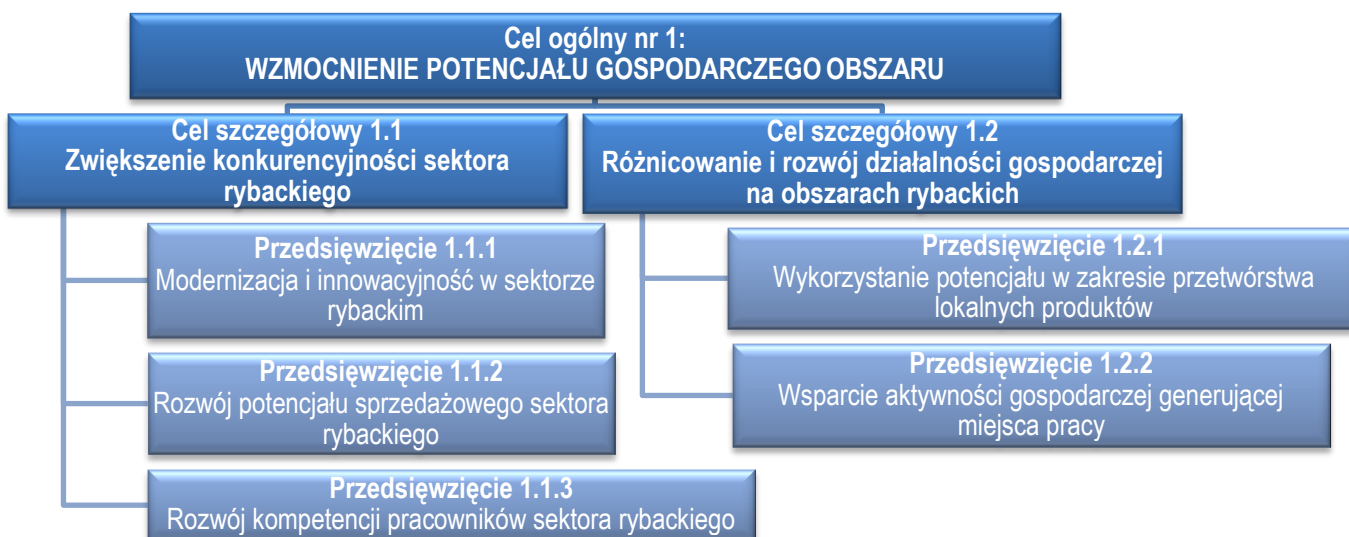 Cel ogólny nr 1:
WZMOCNIENIE POTENCJAŁU GOSPODARCZEGO OBSZARU
Cel szczegółowy 1.1
Zwiększenie konkurencyjności sektora
rybackiego
Przedsięwzięcie 1.1.1
Modernizacja i innowacyjność w sektorze
rybackim
Przedsięwzięcie 1.1.2
Rozwój potencjału sprzedażowego sektora
rybackiego
Przedsięwzięcie 1.1.3
Rozwój kompetencji pracowników sektora rybackiego
Cel szczegółowy 1.2
Różnicowanie i rozwój działalności gospodarczej
na obszarach rybackich
Przedsięwzięcie 1.2.1
Wykorzystanie potencjału w zakresie przetwórstwa
lokalnych produktów
Przedsięwzięcie 1.2.2
Wsparcie aktywności gospodarczej generującej
miejsca pracy